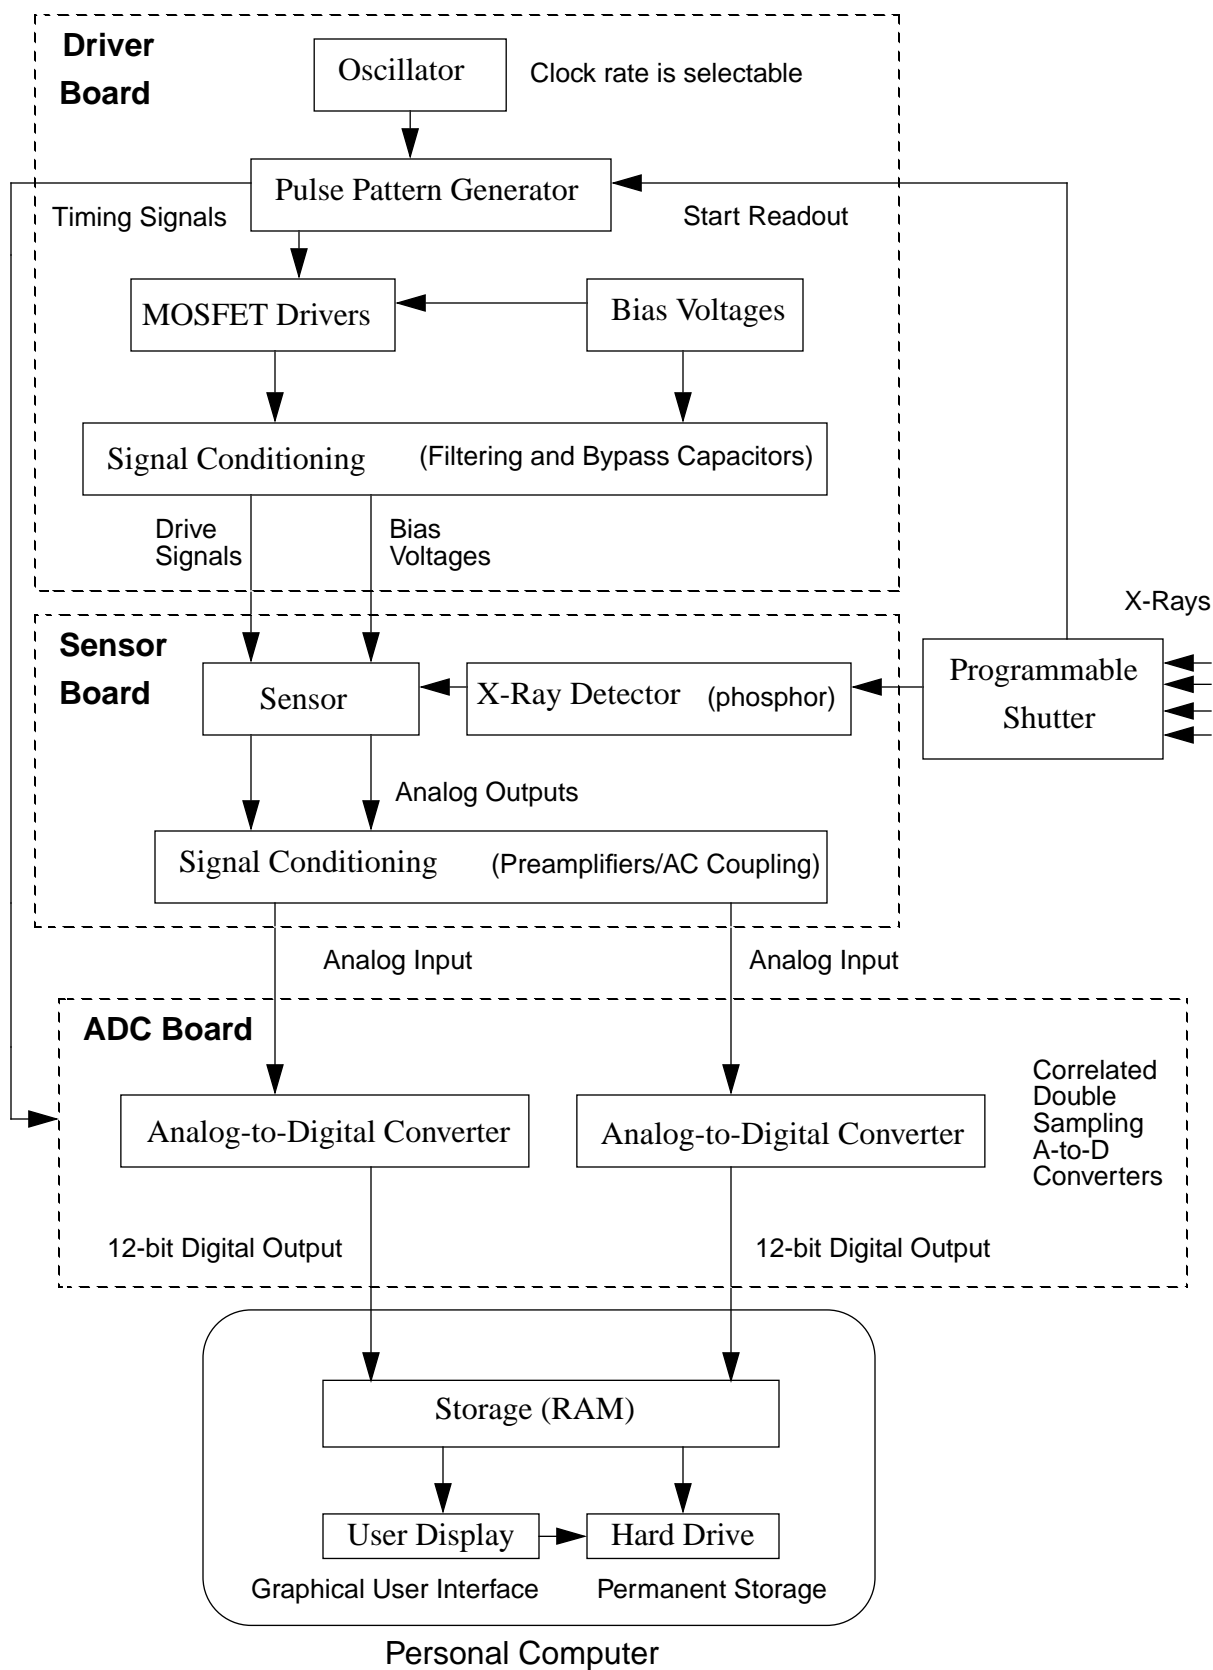 Driver
Board
Oscillator
Clock rate is selectable
Pulse Pattern Generator
Timing Signals
Start Readout
MOSFET Drivers
Bias Voltages
Signal Conditioning
(Filtering and Bypass Capacitors)
Drive
Signals
Bias
Voltages
X-Rays
Sensor
Board
Sensor
X-Ray Detector
(phosphor)
Programmable
Shutter
Analog Outputs
Signal Conditioning
(Preamplifiers/AC Coupling)
Analog Input
Analog Input
ADC Board
Analog-to-Digital Converter
Analog-to-Digital Converter
Correlated
Double
Sampling
A-to-D
Converters
12-bit Digital Output
12-bit Digital Output
Storage (RAM)
User Display
Hard Drive
Graphical User Interface
Permanent Storage
Personal Computer